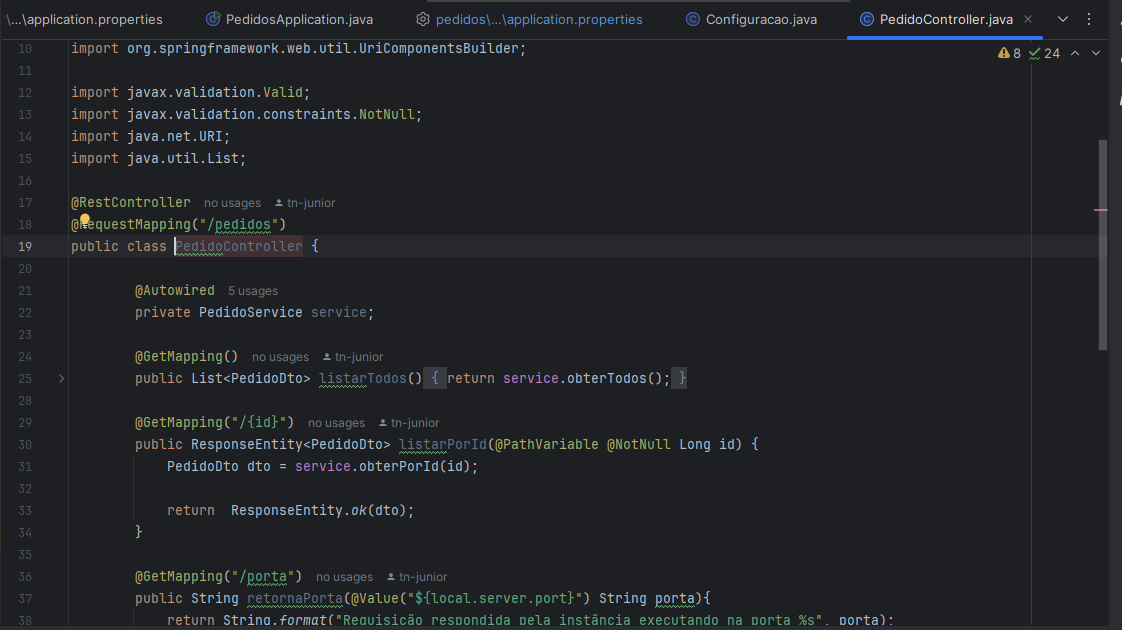 \...\application.properties PedidosApplication.java pedidos\...\application.properties Configuracao.java PedidoController.java
8 24
10 import org.springframework.web.util.UriComponentsBuilder;
11
12 import javax.validation.Valid;
13 import javax.validation.constraints.NotNull;
14 import java.net.URI;
15 import java.util.List;
16
17 @RestController no usages tn-junior
18 @RequestMapping("/pedidos")
19 public class PedidoController {
20
21 @Autowired 5 usages
22 private PedidoService service;
23
24 @GetMapping() no usages tn-junior
25 public List<PedidoDto> listarTodos() { return service.obterTodos(); }
28
29 @GetMapping("/{id}") no usages tn-junior
30 public ResponseEntity<PedidoDto> listarPorId(@PathVariable @NotNull Long id) {
31 PedidoDto dto = service.obterPorId(id);
32
33 return ResponseEntity.ok(dto);
34 }
35
36 @GetMapping("/porta") no usages tn-junior
37 public String retornaPorta(@Value("${local.server.port}") String porta){
38 return String.format("Requisição respondida pela instância executando na porta %s", porta);